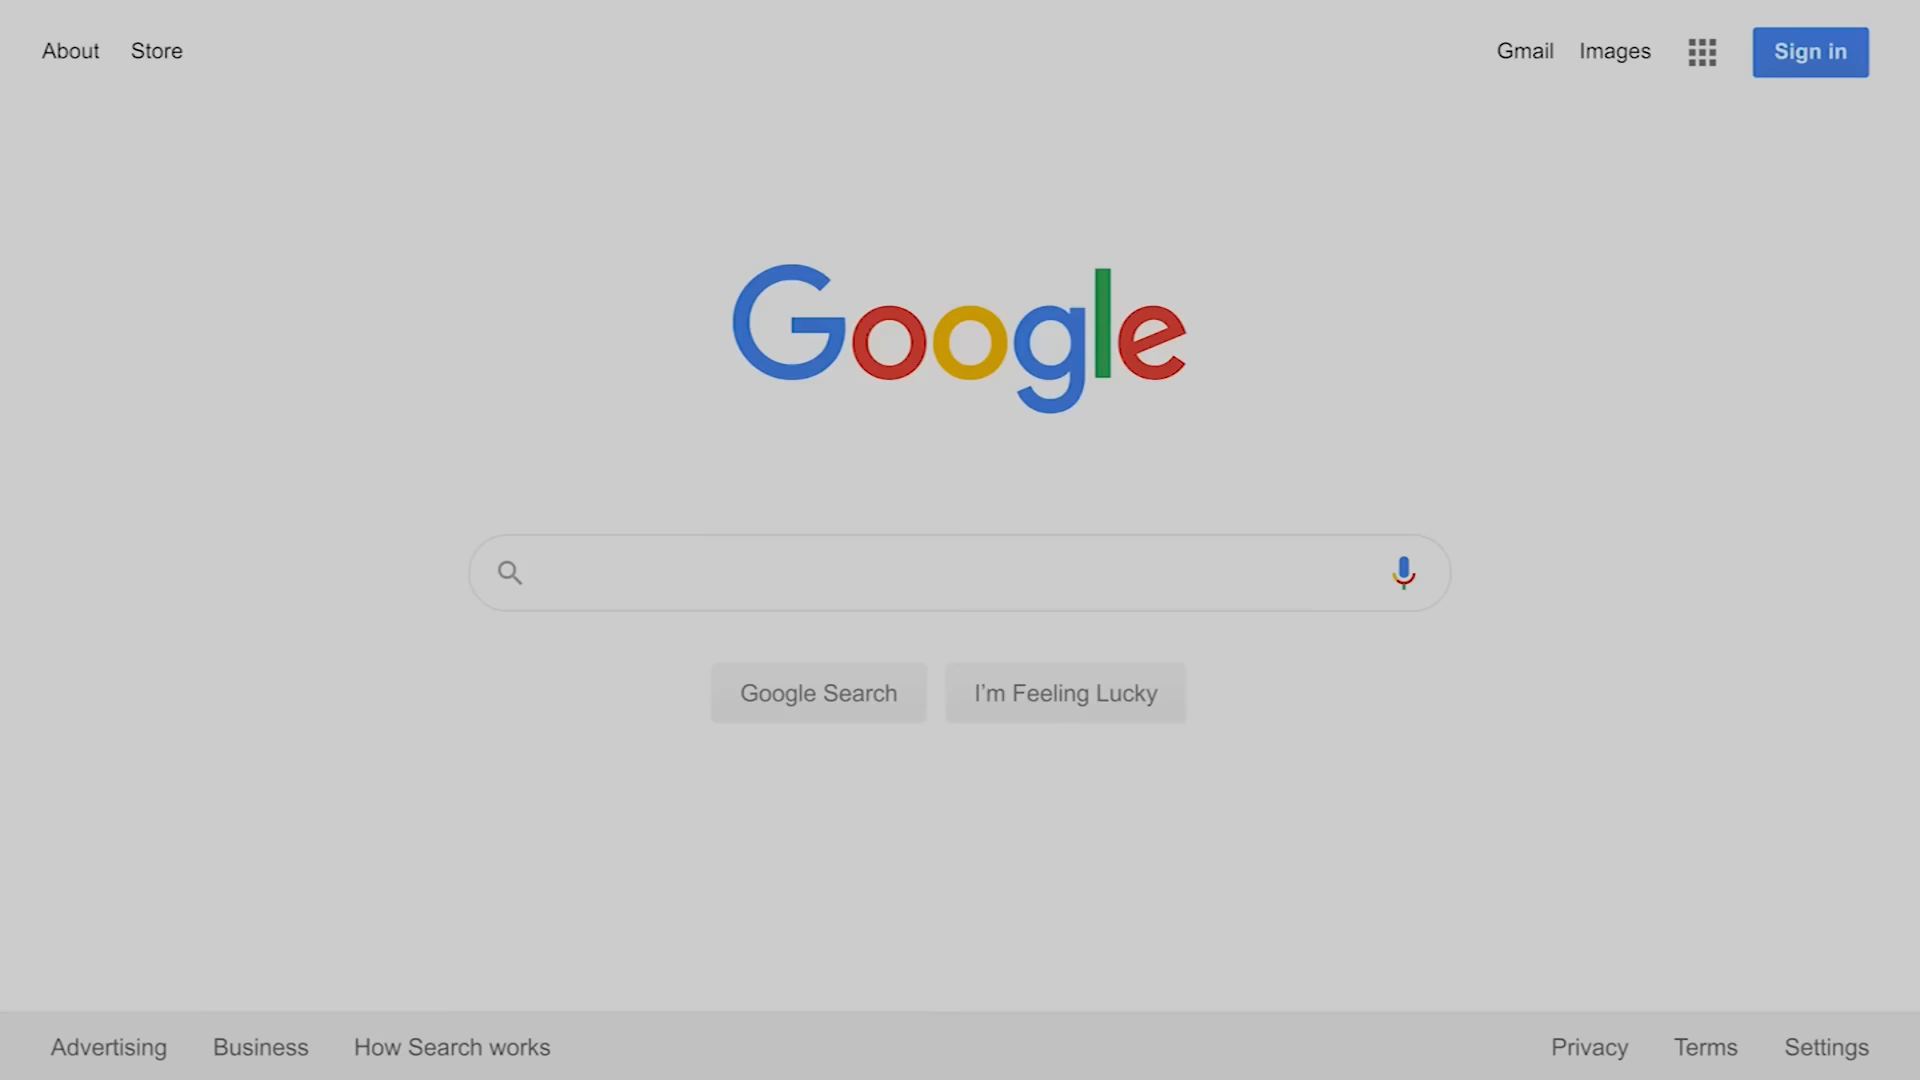 About Store Gmail Images Sign in
Google
Google Search I’m Feeling Lucky
Advertising Business How Search works Privacy Terms Settings